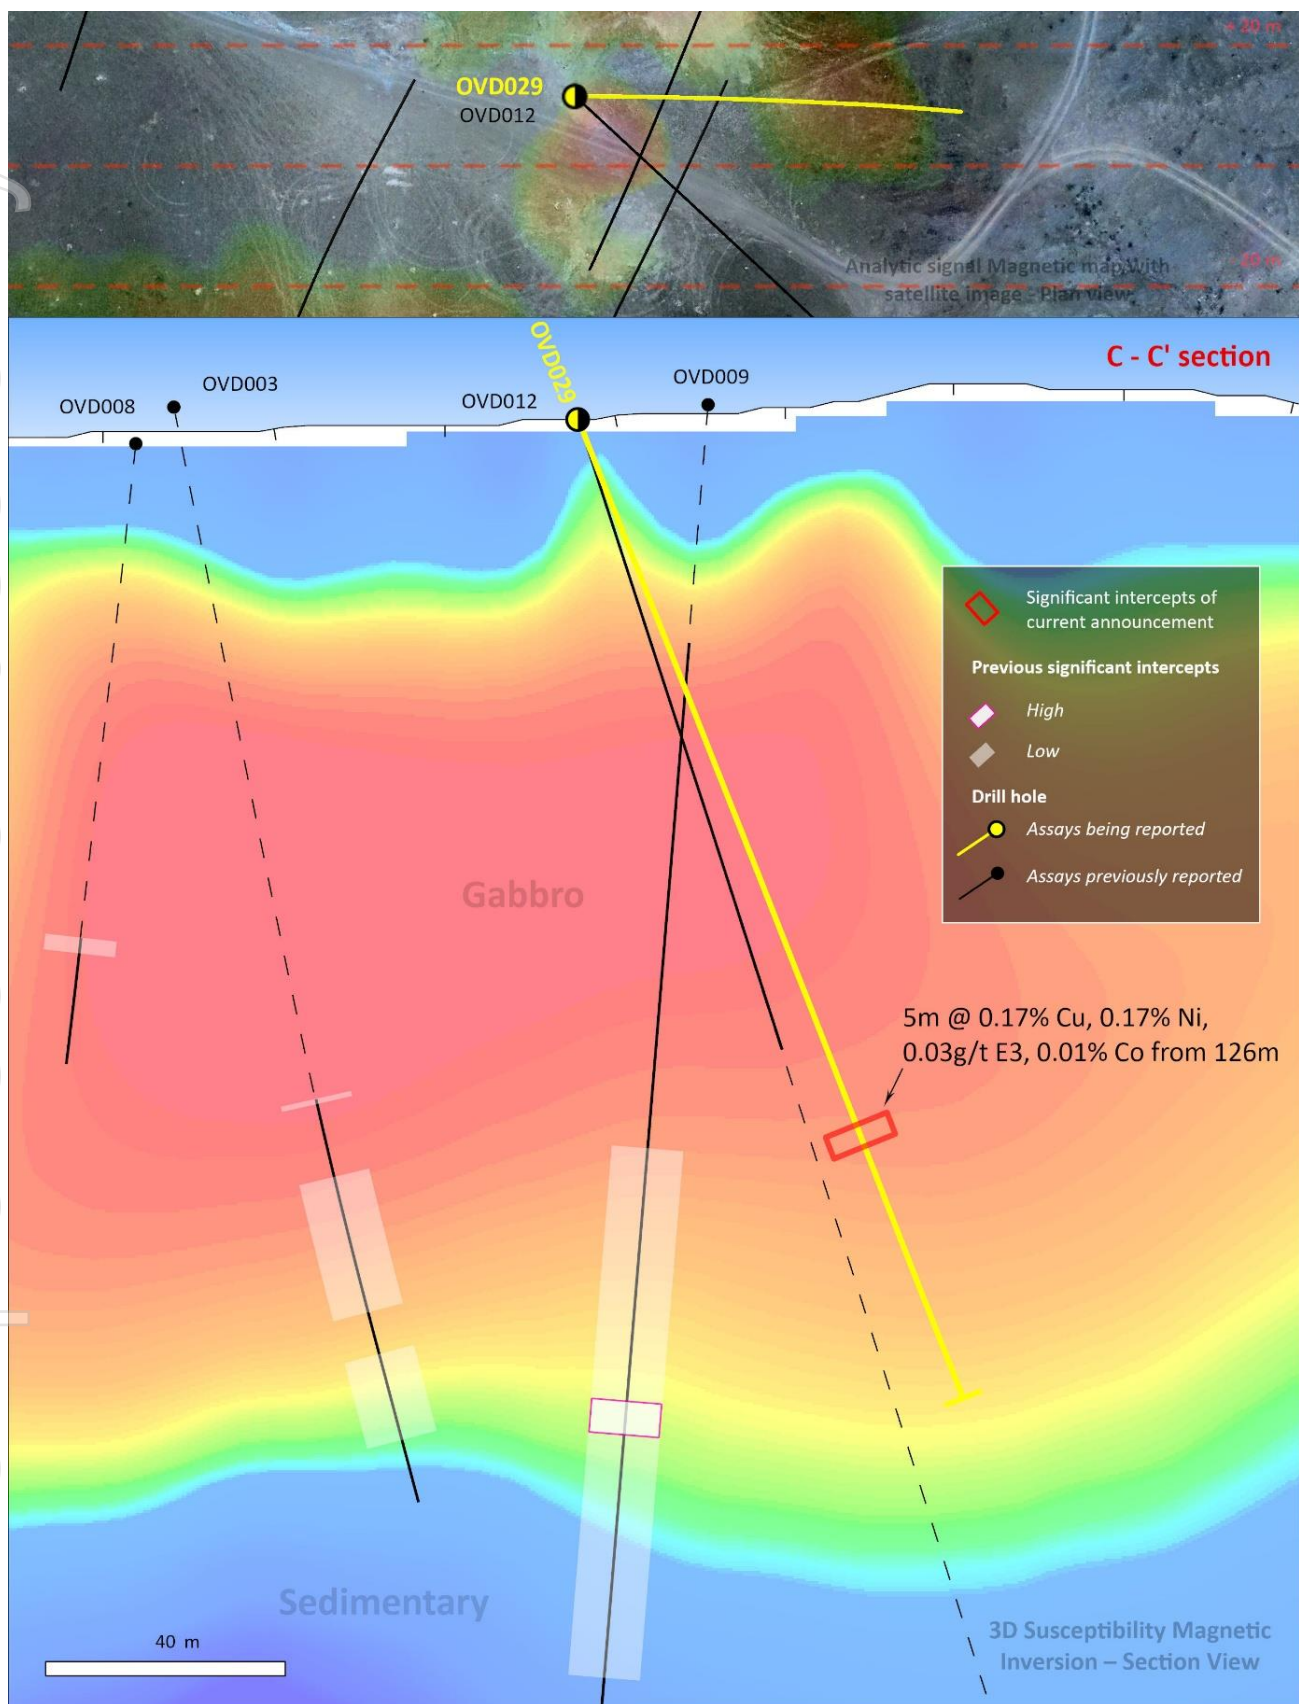 + 20 m
OVD029
OVD012
- 20 m
Analytic signal Magnetic map with
satellite image - Plan view
C - C' section
OVD029
OVD003
OVD009
OVD008
OVD012
Significant intercepts of
current announcement
Previous significant intercepts
High
Low
Drill hole
Assays being reported
Assays previously reported
Gabbro
5m @ 0.17% Cu, 0.17% Ni,
0.03g/t E3, 0.01% Co from 126m
Sedimentary
40 m
3D Susceptibility Magnetic
Inversion – Section View